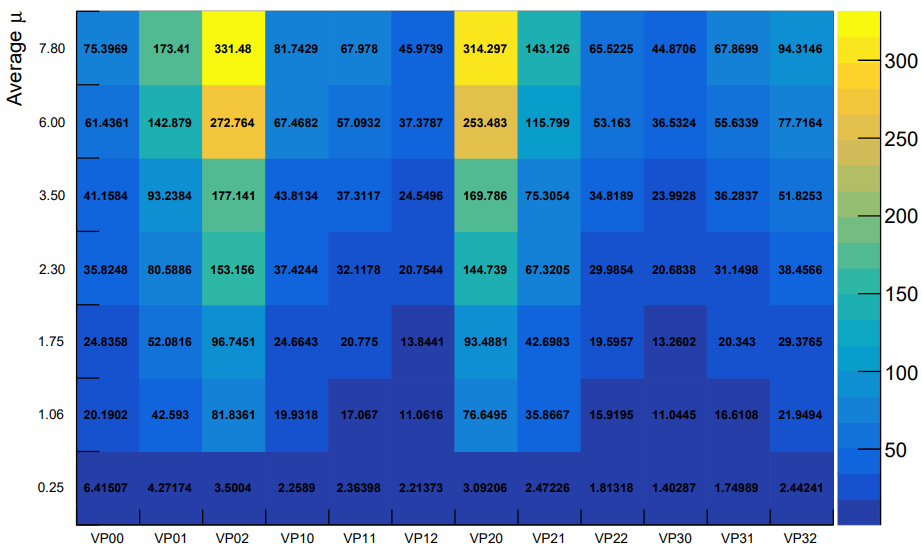 Average μ
7.80 75.3969 173.41 331.48 81.7429 67.978 45.9739 314.297 143.126 65.5225 44.8706 67.8699 94.3146
6.00 61.4361 142.879 272.764 67.4682 57.0932 37.3787 253.483 115.799 53.163 36.5324 55.6339 77.7164
3.50 41.1584 93.2384 177.141 43.8134 37.3117 24.5496 169.786 75.3054 34.8189 23.9928 36.2837 51.8253
2.30 35.8248 80.5886 153.156 37.4244 32.1178 20.7544 144.739 67.3205 29.9854 20.6838 31.1498 38.4566
1.75 24.8358 52.0816 96.7451 24.6643 20.775 13.8441 93.4881 42.6983 19.5957 13.2602 20.343 29.3765
1.06 20.1902 42.593 81.8361 19.9318 17.067 11.0616 76.6495 35.8667 15.9195 11.0445 16.6108 21.9494
0.25 6.41507 4.27174 3.5004 2.2589 2.36398 2.21373 3.09206 2.47226 1.81318 1.40287 1.74989 2.44241
VP00 VP01 VP02 VP10 VP11 VP12 VP20 VP21 VP22 VP30 VP31 VP32
300
250
200
150
100
50